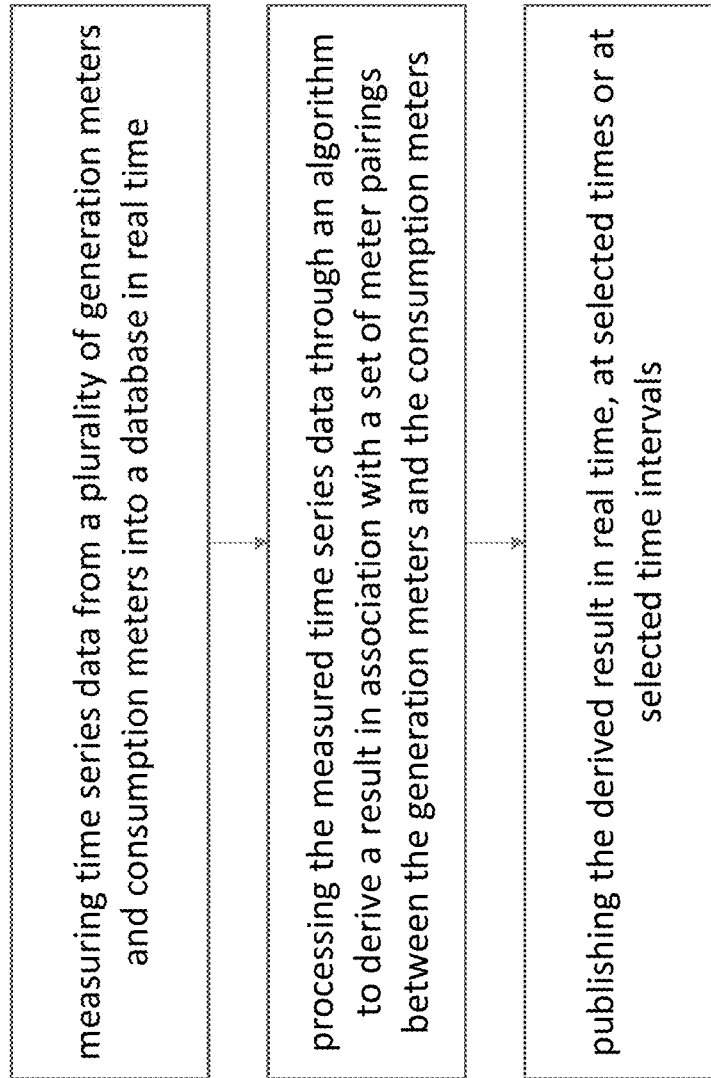 measuring time series data from a plurality of generation meters
and consumption meters into a database in real time
processing the measured time series data through an algorithm
to derive a result in association with a set of meter pairings
between the generation meters and the consumption meters
publishing the derived result in real time, at selected times or at
selected time intervals